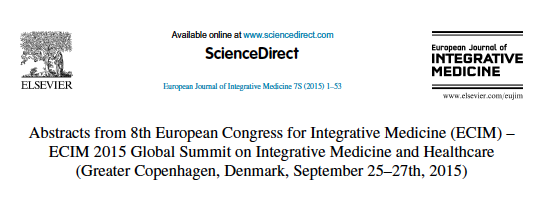 Available online at www.sciencedirect.com
ScienceDirect
ELSEVIER
European Journal of Integrative Medicine 7S (2015) 1–53
European Journal of
INTEGRATIVE
MEDICINE
www.elsevier.com/eujim
Abstracts from 8th European Congress for Integrative Medicine (ECIM) –
ECIM 2015 Global Summit on Integrative Medicine and Healthcare
(Greater Copenhagen, Denmark, September 25–27th, 2015)